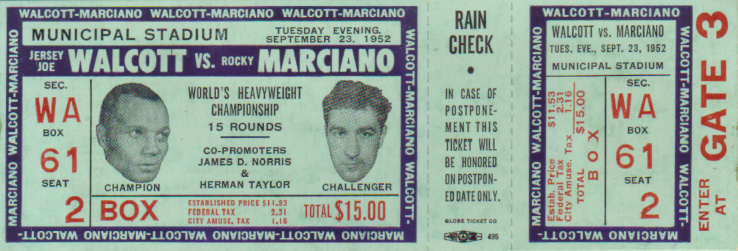 WALCOTT-MARCIANO
MARCIANO WALCOTT-MARCIANO
MUNICIPAL STADIUM
TUESDAY EVENING,
SEPTEMBER 23, 1952
JERSEY JOE WALCOTT VS. ROCKY MARCIANO
SEC.
WA
BOX
61
SEAT
2
WORLD'S HEAVYWEIGHT
CHAMPIONSHIP
15 ROUNDS
CO-PROMOTERS
JAMES D. NORRIS
&
HERMAN TAYLOR
CHAMPION
CHALLENGER
BOX
ESTABLISHED PRICE $11.53
FEDERAL TAX 2.31
CITY AMUSE. TAX 1.16
TOTAL $15.00
WALCOTT-MARCIANO
WALCOTT-MARCIANO
RAIN
CHECK
•
IN CASE OF
POSTPONE-
MENT THIS
TICKET WILL
BE HONORED
ON POSTPON-
ED DATE ONLY.
GLOBE TICKET CO
495
WALCOTT-MARCIANO
MARCIANO WALCOTT-MARCIANO
WALCOTT VS. MARCIANO
TUES. EVE., SEPT. 23, 1952
MUNICIPAL STADIUM
Estab. Price $11.53
Federal Tax 2.31
City Amuse. Tax 1.16
TOTAL $15.00
BOX
SEC.
WA
BOX
61
SEAT
2
WALCOTT-MARCIANO
WALCOTT-MARCIANO
ENTER AT GATE 3